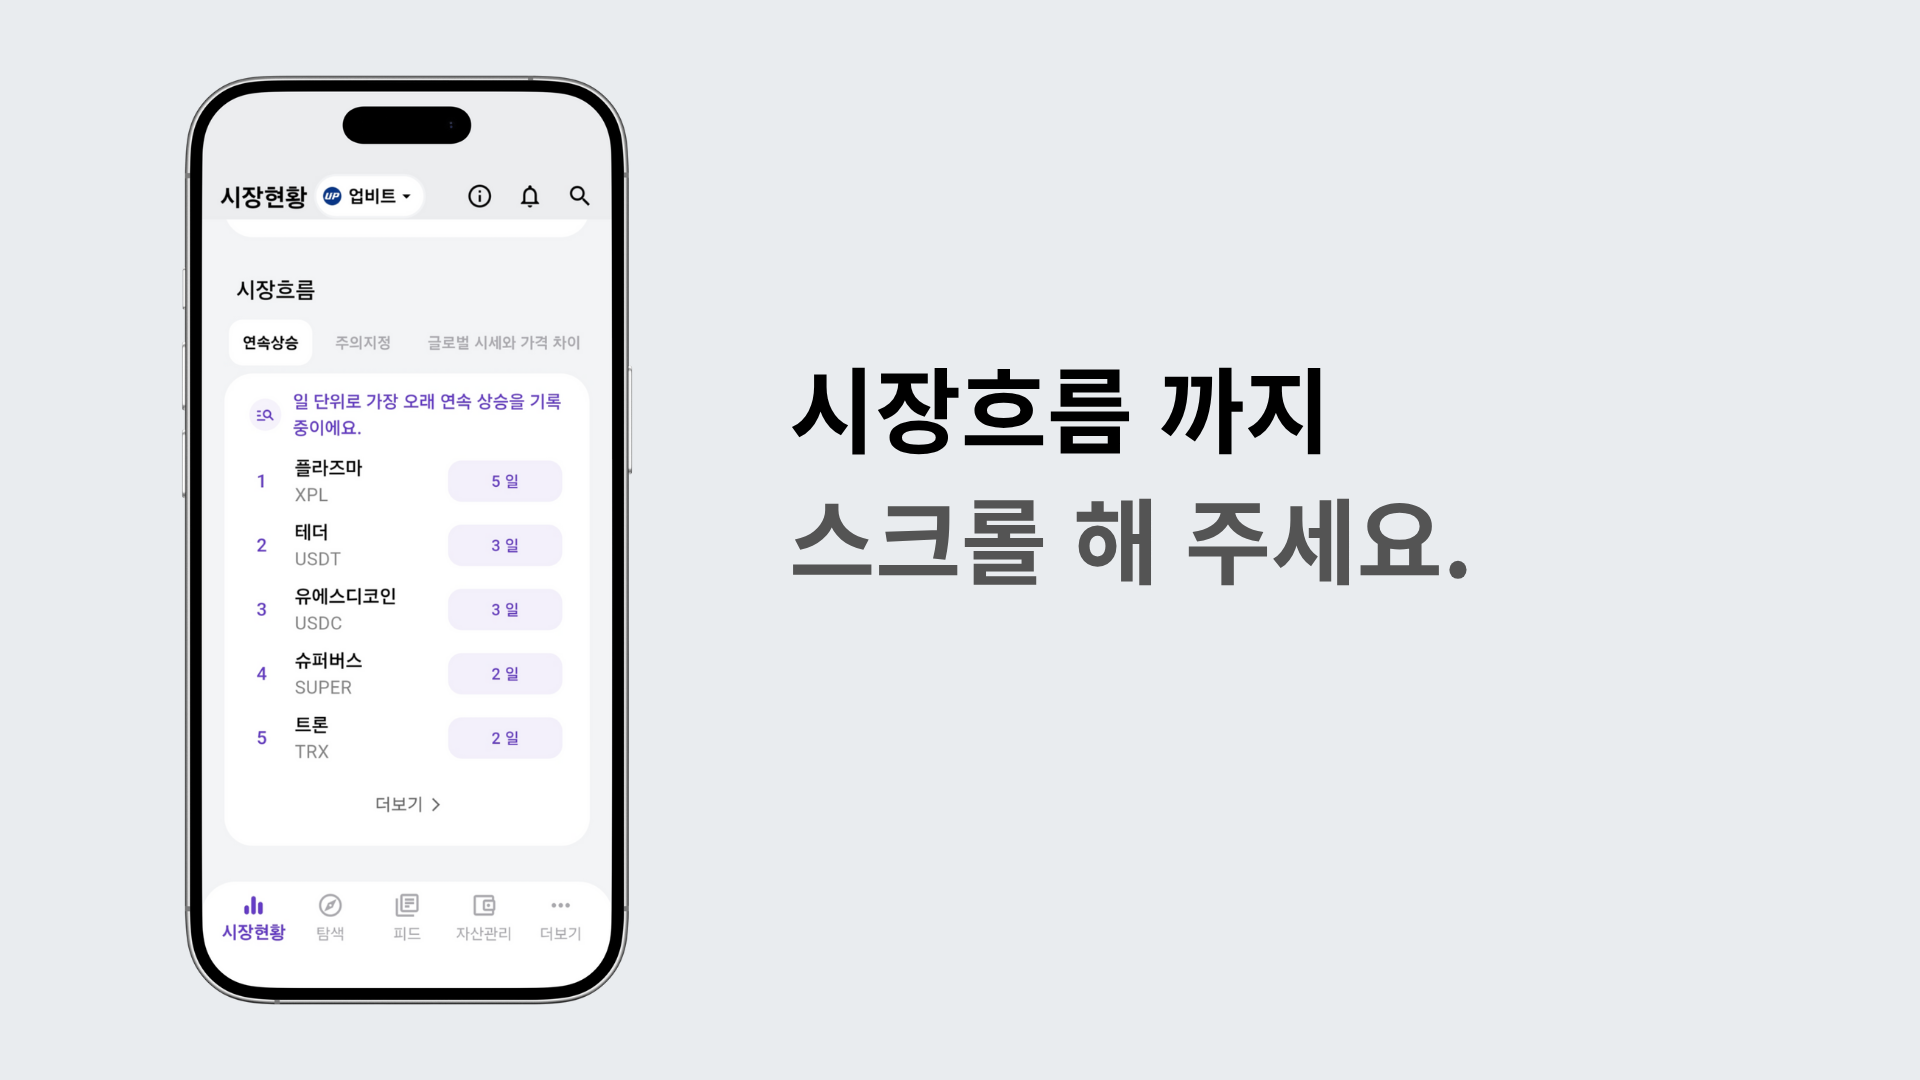 시장현황 UP 업비트
시장흐름
연속상승 주의지정 글로벌 시세와 가격 차이
일 단위로 가장 오래 연속 상승을 기록
중이에요.
1 플라즈마 5 일
XPL
2 테더 3 일
USDT
3 유에스디코인 3 일
USDC
4 슈퍼버스 2 일
SUPER
5 트론 2 일
TRX
더보기
시장현황 탐색 피드 자산관리 더보기
시장흐름 까지
스크롤 해 주세요.